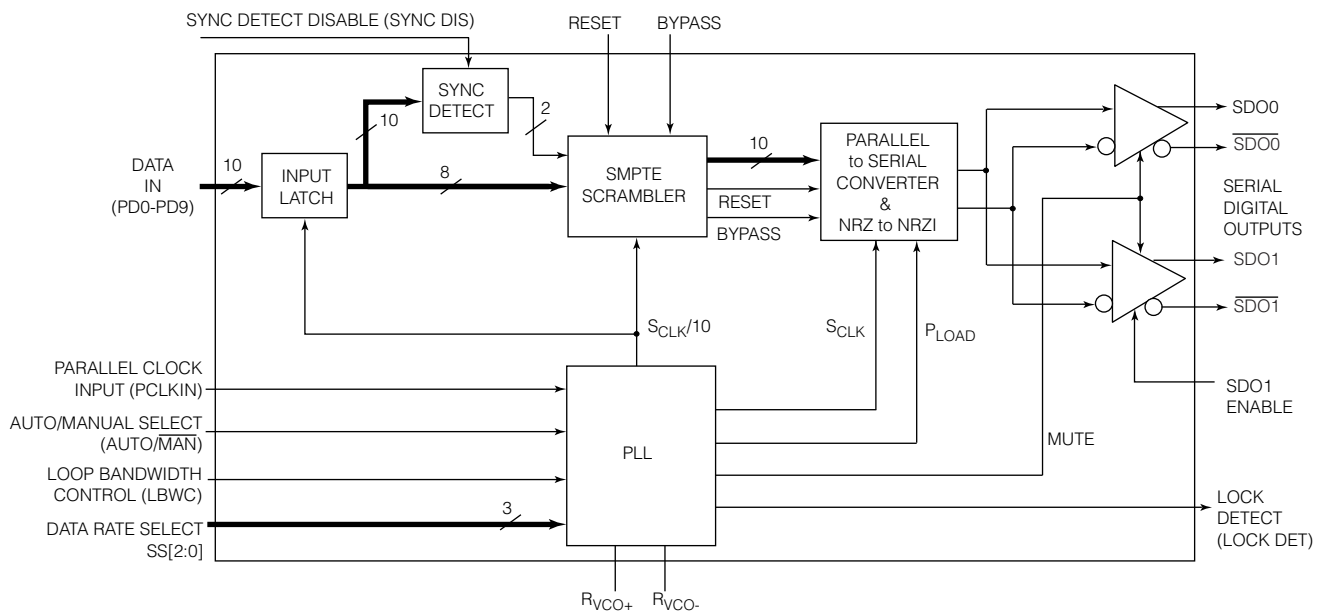 SYNC DETECT DISABLE (SYNC DIS)
RESET
BYPASS
SYNC
DETECT
2
10
SDO0
SDO0
DATA
IN
(PD0-PD9)
10
INPUT
LATCH
8
SMPTE
SCRAMBLER
10
RESET
BYPASS
PARALLEL
to SERIAL
CONVERTER
&
NRZ to NRZI
SERIAL
DIGITAL
OUTPUTS
SDO1
SDO1
SCLK/10
SCLK
PLOAD
PARALLEL CLOCK
INPUT (PCLKIN)
AUTO/MANUAL SELECT
(AUTO/MAN)
LOOP BANDWIDTH
CONTROL (LBWC)
DATA RATE SELECT
SS[2:0]
3
PLL
SDO1
ENABLE
MUTE
LOCK
DETECT
(LOCK DET)
RVCO+
RVCO-